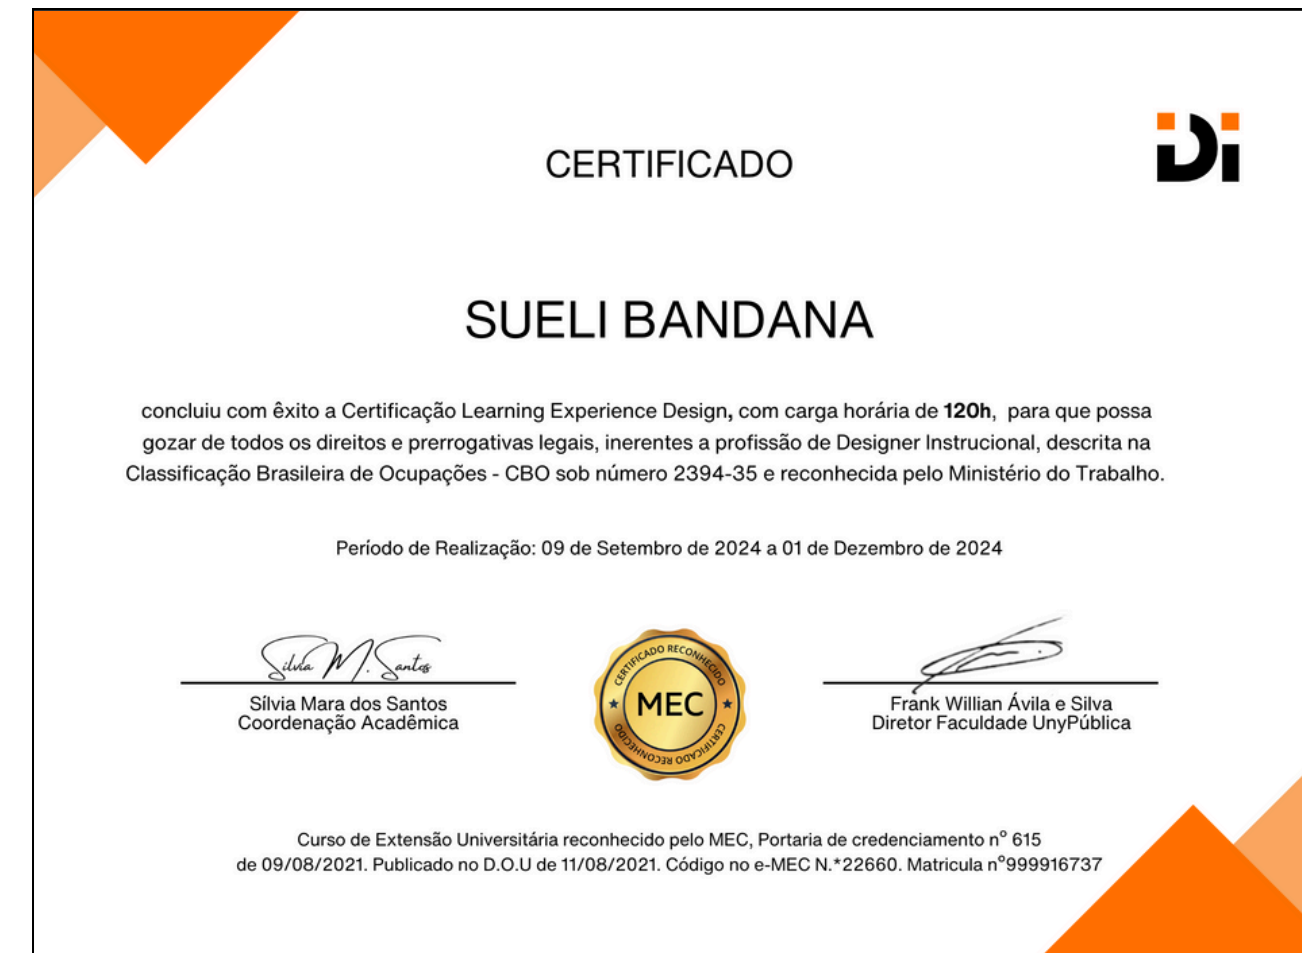 CERTIFICADO
Di
SUELI BANDANA
concluiu com êxito a Certificação Learning Experience Design, com carga horária de 120h, para que possa
gozar de todos os direitos e prerrogativas legais, inerentes a profissão de Designer Instrucional, descrita na
Classificação Brasileira de Ocupações - CBO sob número 2394-35 e reconhecida pelo Ministério do Trabalho.
Período de Realização: 09 de Setembro de 2024 a 01 de Dezembro de 2024
Silvia M. Santos
Sílvia Mara dos Santos
Coordenação Acadêmica
CERTIFICADO RECONHECIDO
MEC
CERTIFICADO RECONHECIDO
Frank Willian Ávila e Silva
Diretor Faculdade UnyPública
Curso de Extensão Universitária reconhecido pelo MEC, Portaria de credenciamento nº 615
de 09/08/2021. Publicado no D.O.U de 11/08/2021. Código no e-MEC N.*22660. Matricula nº999916737